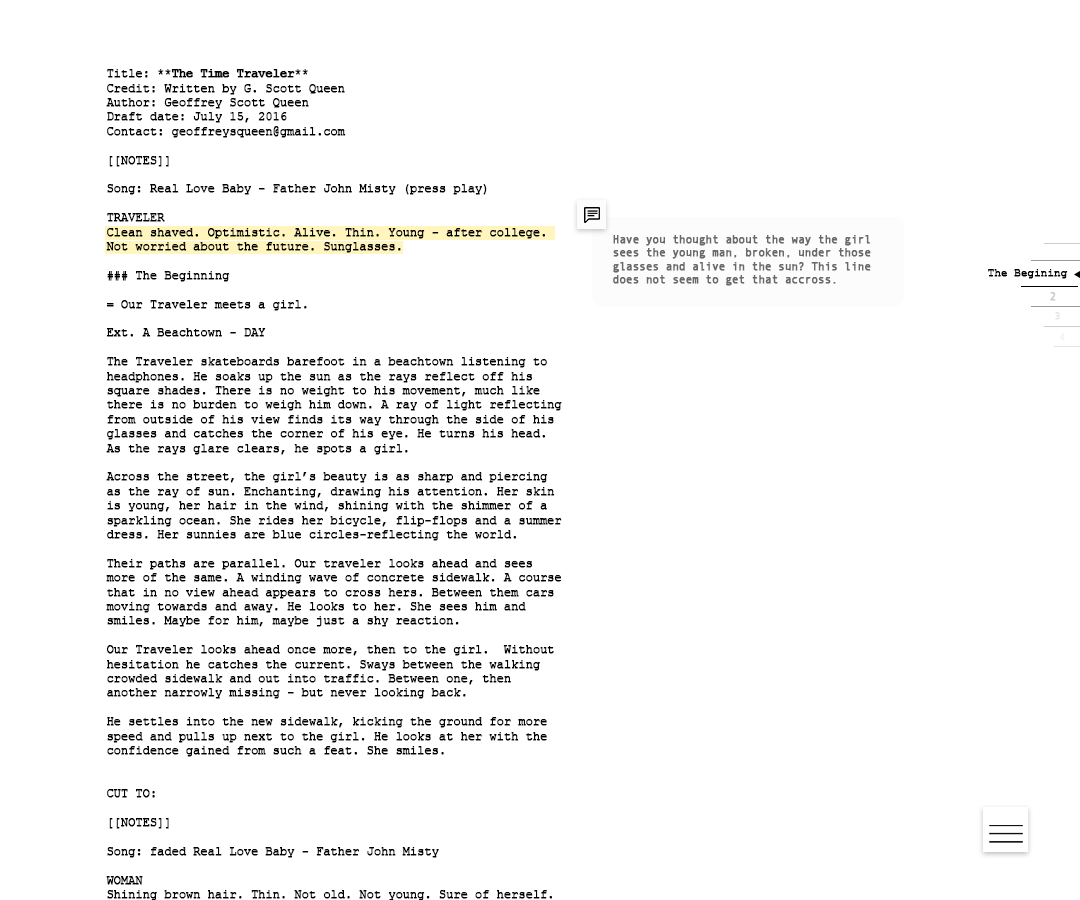 Title: **The Time Traveler**
Credit: Written by G. Scott Queen
Author: Geoffrey Scott Queen
Draft date: July 15, 2016
Contact: geoffreysqueen@gmail.com
[[NOTES]]
Song: Real Love Baby – Father John Misty (press play)
TRAVELER
Clean shaved. Optimistic. Alive. Thin. Young – after college.
Not worried about the future. Sunglasses.
Have you thought about the way the girl
sees the young man, broken, under those
glasses and alive in the sun? This line
does not seem to get that accross.
### The Beginning
The Begining
2
3
4
= Our Traveler meets a girl.
Ext. A Beachtown – DAY
The Traveler skateboards barefoot in a beachtown listening to
headphones. He soaks up the sun as the rays reflect off his
square shades. There is no weight to his movement, much like
there is no burden to weigh him down. A ray of light reflecting
from outside of his view finds its way through the side of his
glasses and catches the corner of his eye. He turns his head.
As the rays glare clears, he spots a girl.
Across the street, the girl’s beauty is as sharp and piercing
as the ray of sun. Enchanting, drawing his attention. Her skin
is young, her hair in the wind, shining with the shimmer of a
sparkling ocean. She rides her bicycle, flip-flops and a summer
dress. Her sunnies are blue circles–reflecting the world.
Their paths are parallel. Our traveler looks ahead and sees
more of the same. A winding wave of concrete sidewalk. A course
that in no view ahead appears to cross hers. Between them cars
moving towards and away. He looks to her. She sees him and
smiles. Maybe for him, maybe just a shy reaction.
Our Traveler looks ahead once more, then to the girl.  Without
hesitation he catches the current. Sways between the walking
crowded sidewalk and out into traffic. Between one, then
another narrowly missing – but never looking back.
He settles into the new sidewalk, kicking the ground for more
speed and pulls up next to the girl. He looks at her with the
confidence gained from such a feat. She smiles.
CUT TO:
[[NOTES]]
Song: faded Real Love Baby – Father John Misty
WOMAN
Shining brown hair. Thin. Not old. Not young. Sure of herself.